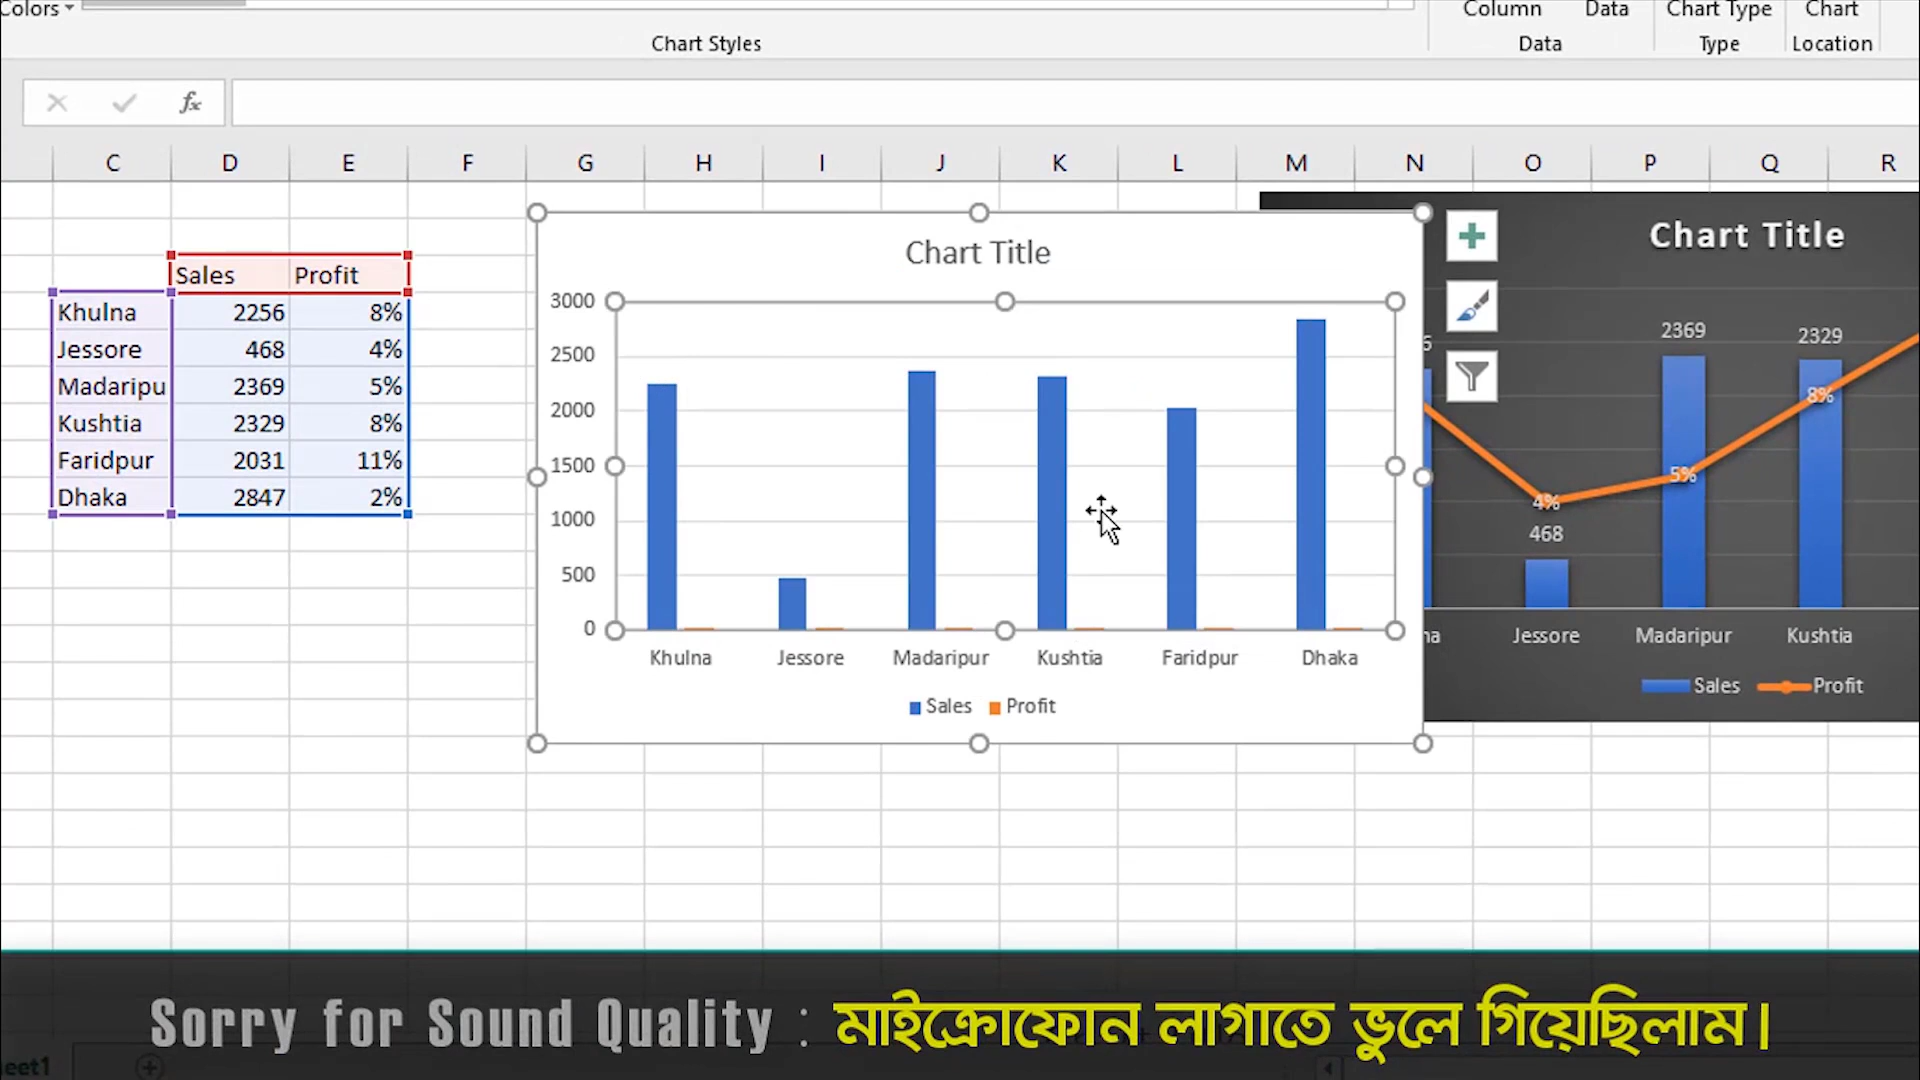 Colors
Column Data Chart Type Chart
Chart Styles Data Type Location
fx
C D E F G H I J K L M N O P Q R
Sales Profit
Khulna 2256 8%
Jessore 468 4%
Madaripu 2369 5%
Kushtia 2329 8%
Faridpur 2031 11%
Dhaka 2847 2%
Chart Title
3000
2500
2000
1500
1000
500
0
Khulna Jessore Madaripur Kushtia Faridpur Dhaka
Sales Profit
Chart Title
2369 2329
8%
5%
4%
468
Jessore Madaripur Kushtia
Sales Profit
Sorry for Sound Quality : মাইক্রোফোন লাগাতে ভুলে গিয়েছিলাম।
eet1